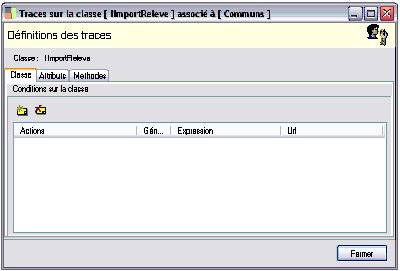 Traces sur la classe [ IImportReleve ] associé à [ Communs ]
Définitions des traces
Classe : IImportReleve
Classe Attributs Methodes
Conditions sur la classe
Actions Gén... Expression Url
Fermer